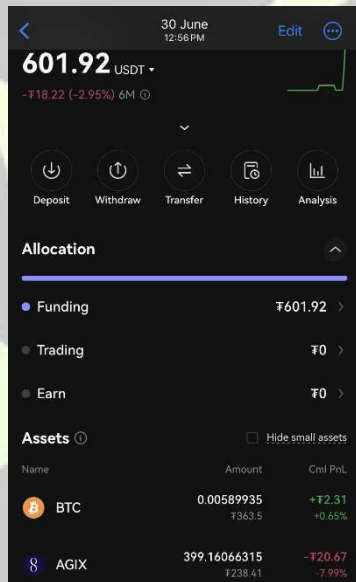 30 June
12:56 PM
Edit
601.92 USDT
-₮18.22 (-2.95%) 6M
Deposit Withdraw Transfer History Analysis
Allocation
Funding ₮601.92
Trading ₮0
Earn ₮0
Assets Hide small assets
Name Amount Cml PnL
BTC 0.00589935 +₮2.31
₮363.5 +0.65%
AGIX 399.16066315 -₮20.67
₮238.41 -7.99%